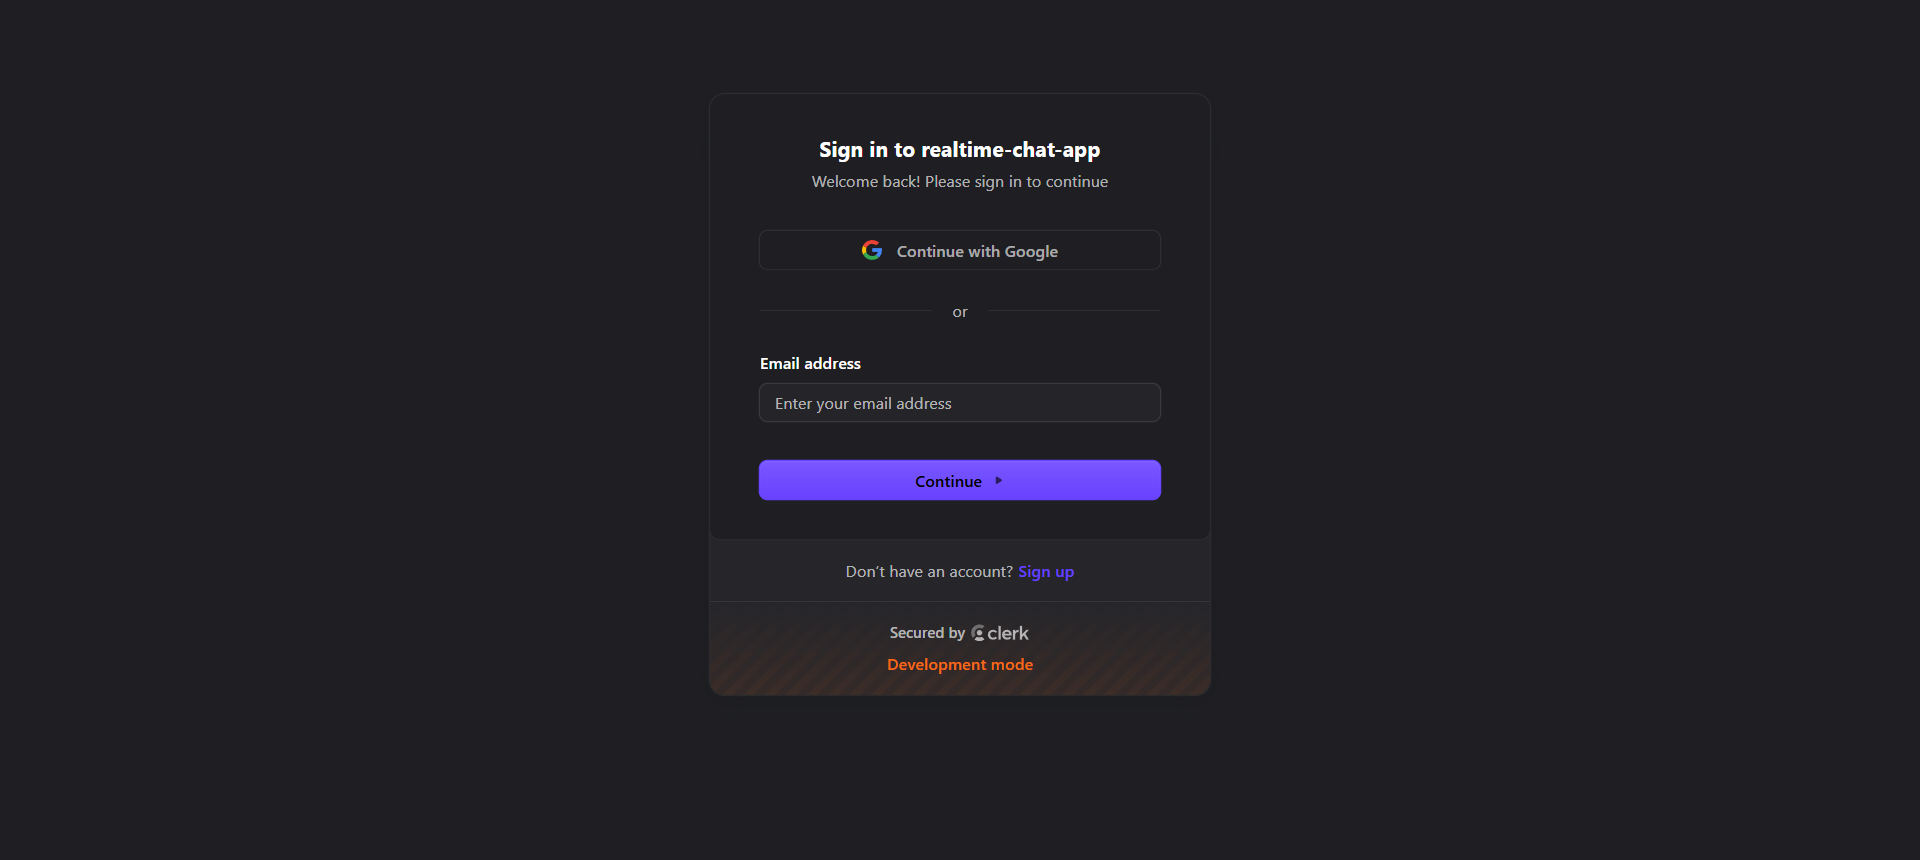 Sign in to realtime-chat-app
Welcome back! Please sign in to continue
Continue with Google
or
Email address
Enter your email address
Continue
Don’t have an account? Sign up
Secured by clerk
Development mode